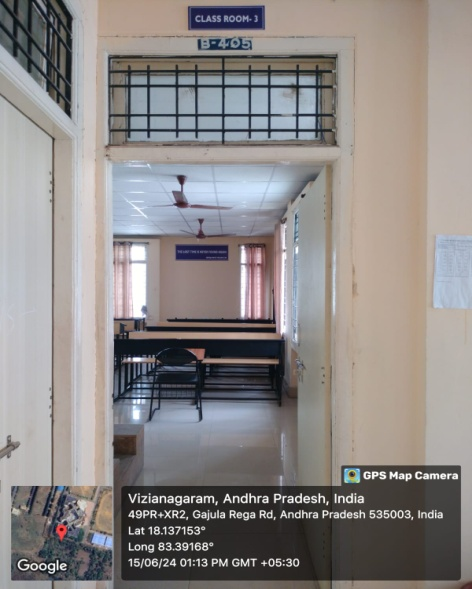 CLASS ROOM- 3
B-405
GPS Map Camera
Vizianagaram, Andhra Pradesh, India
49PR+XR2, Gajula Rega Rd, Andhra Pradesh 535003, India
Lat 18.137153°
Long 83.39168°
15/06/24 01:13 PM GMT +05:30
Google